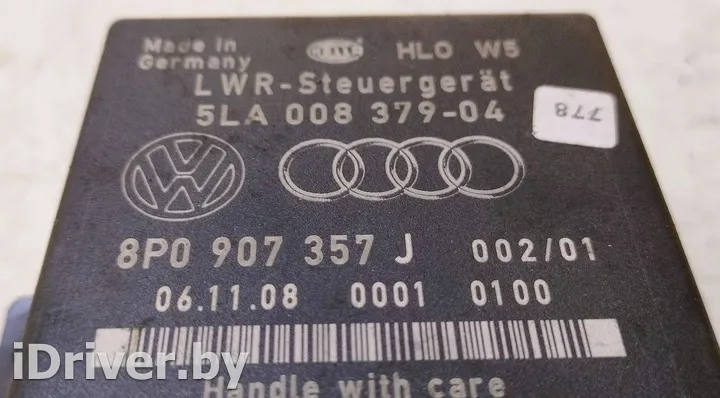 Made in
Germany
HELLA
HLO W5
LWR-Steuergerät
5LA 008 379-04
778
8P0 907 357 J 002/01
06.11.08 0001 0100
Handle with care
iDriver.by